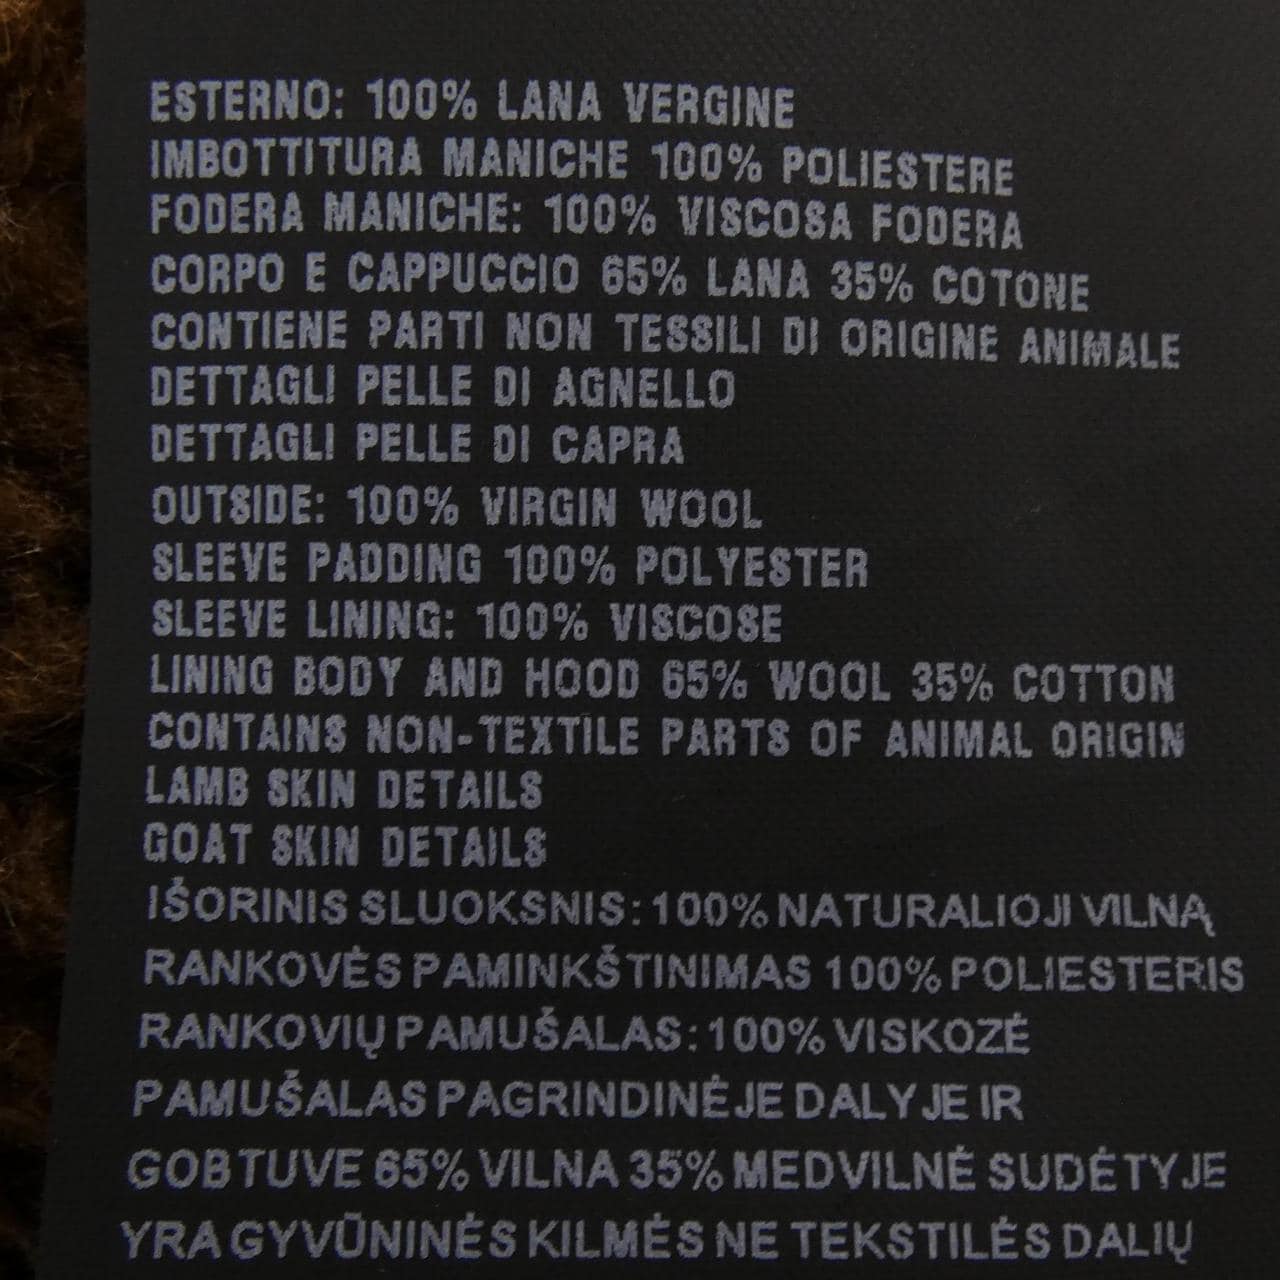 ESTERNO: 100% LANA VERGINE
IMBOTTITURA MANICHE 100% POLIESTERE
FODERA MANICHE: 100% VISCOSA FODERA
CORPO E CAPPUCCIO 65% LANA 35% COTONE
CONTIENE PARTI NON TESSILI DI ORIGINE ANIMALE
DETTAGLI PELLE DI AGNELLO
DETTAGLI PELLE DI CAPRA
OUTSIDE: 100% VIRGIN WOOL
SLEEVE PADDING 100% POLYESTER
SLEEVE LINING: 100% VISCOSE
LINING BODY AND HOOD 65% WOOL 35% COTTON
CONTAINS NON-TEXTILE PARTS OF ANIMAL ORIGIN
LAMB SKIN DETAILS
GOAT SKIN DETAILS
IŠORINIS SLUOKSNIS: 100% NATURALIOJI VILNĄ
RANKOVĖS PAMINKŠTINIMAS 100% POLIESTERIS
RANKOVIŲ PAMUŠALAS: 100% VISKOZĖ
PAMUŠALAS PAGRINDINĖJE DALYJE IR
GOBTUVE 65% VILNA 35% MEDVILNĖ SUDĖTYJE
YRA GYVŪNINĖS KILMĖS NE TEKSTILĖS DALIŲ